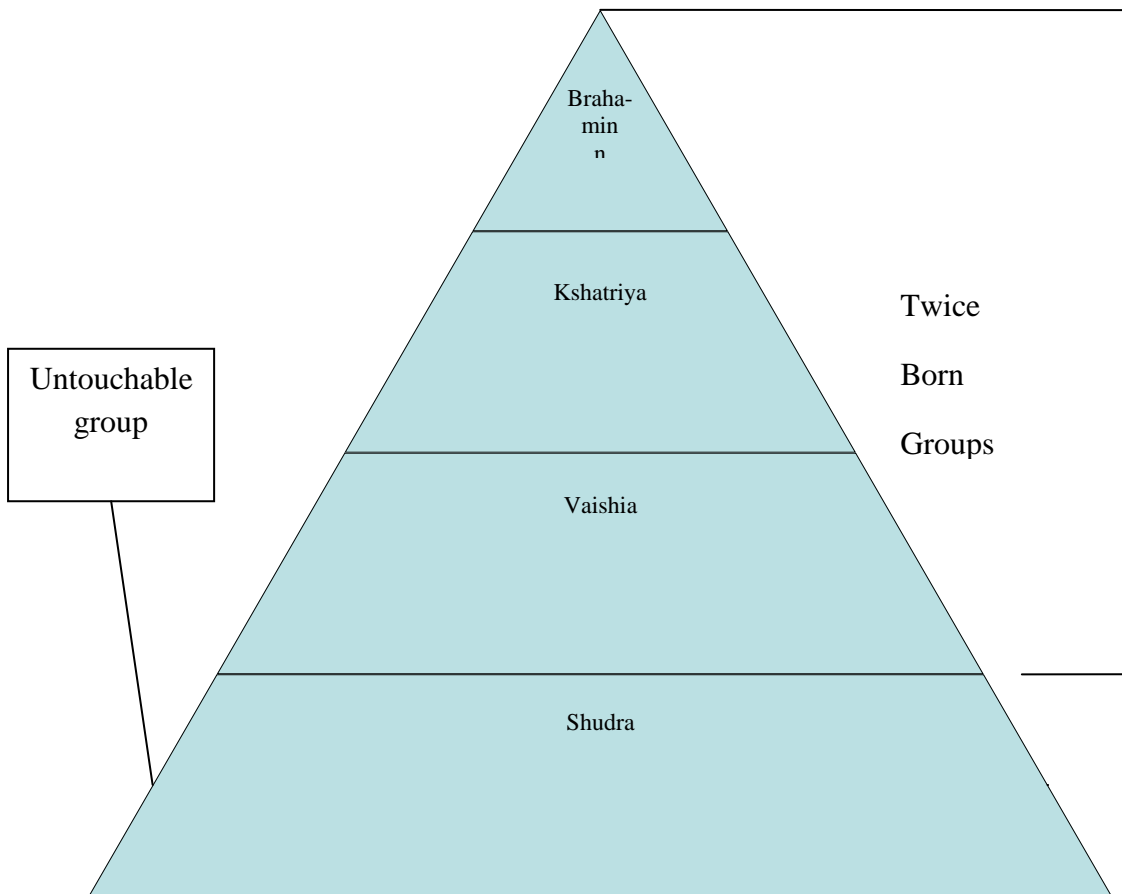 Braha-
min
n
Kshatriya
Twice
Born
Groups
Untouchable
group
Vaishia
Shudra